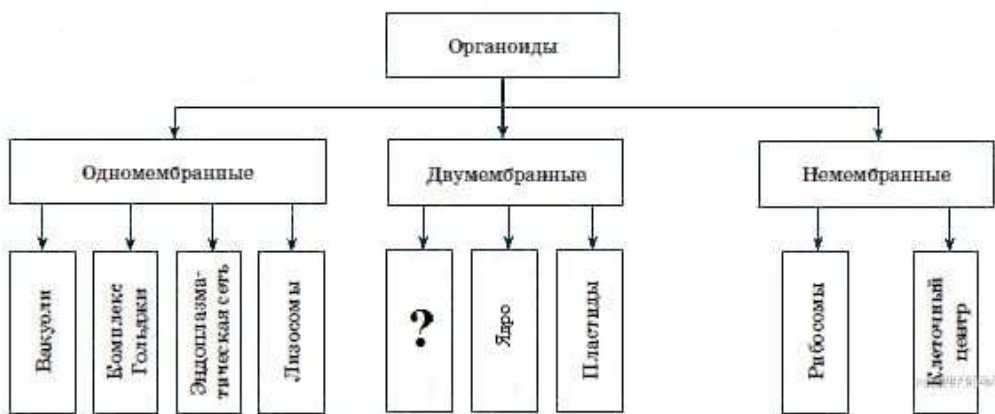 Органоиды
Одномембранные
Двумембранные
Немембранные
Вакуоли
Комплекс
Гольджи
Эндоплазма-
тическая сеть
Лизосомы
?
Ядро
Пластиды
Рибосомы
Клеточный
центр